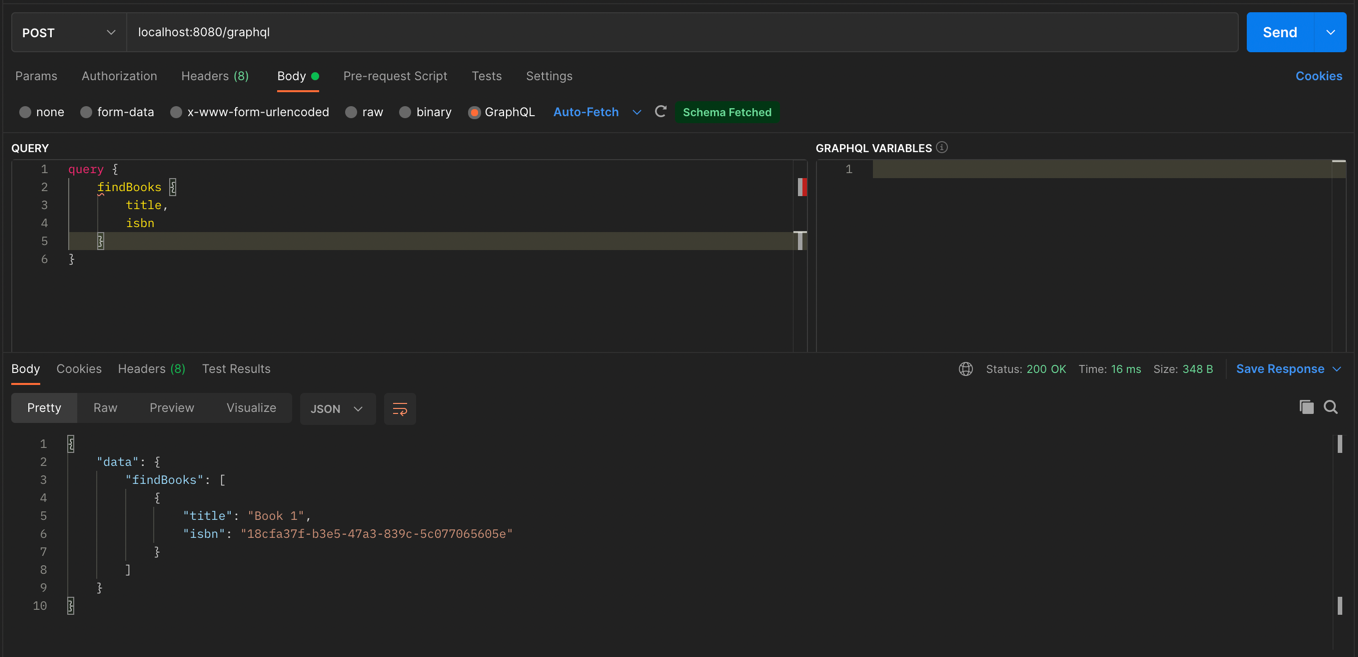 POST localhost:8080/graphql Send
Params Authorization Headers (8) Body Pre-request Script Tests Settings Cookies
none form-data x-www-form-urlencoded raw binary GraphQL Auto-Fetch Schema Fetched
QUERY
1 query {
2 findBooks {
3 title,
4 isbn
5 }
6 }
GRAPHQL VARIABLES
1
Body Cookies Headers (8) Test Results Status: 200 OK Time: 16 ms Size: 348 B Save Response
Pretty Raw Preview Visualize JSON
1 {
2 "data": {
3 "findBooks": [
4 {
5 "title": "Book 1",
6 "isbn": "18cfa37f-b3e5-47a3-839c-5c077065605e"
7 }
8 ]
9 }
10 }